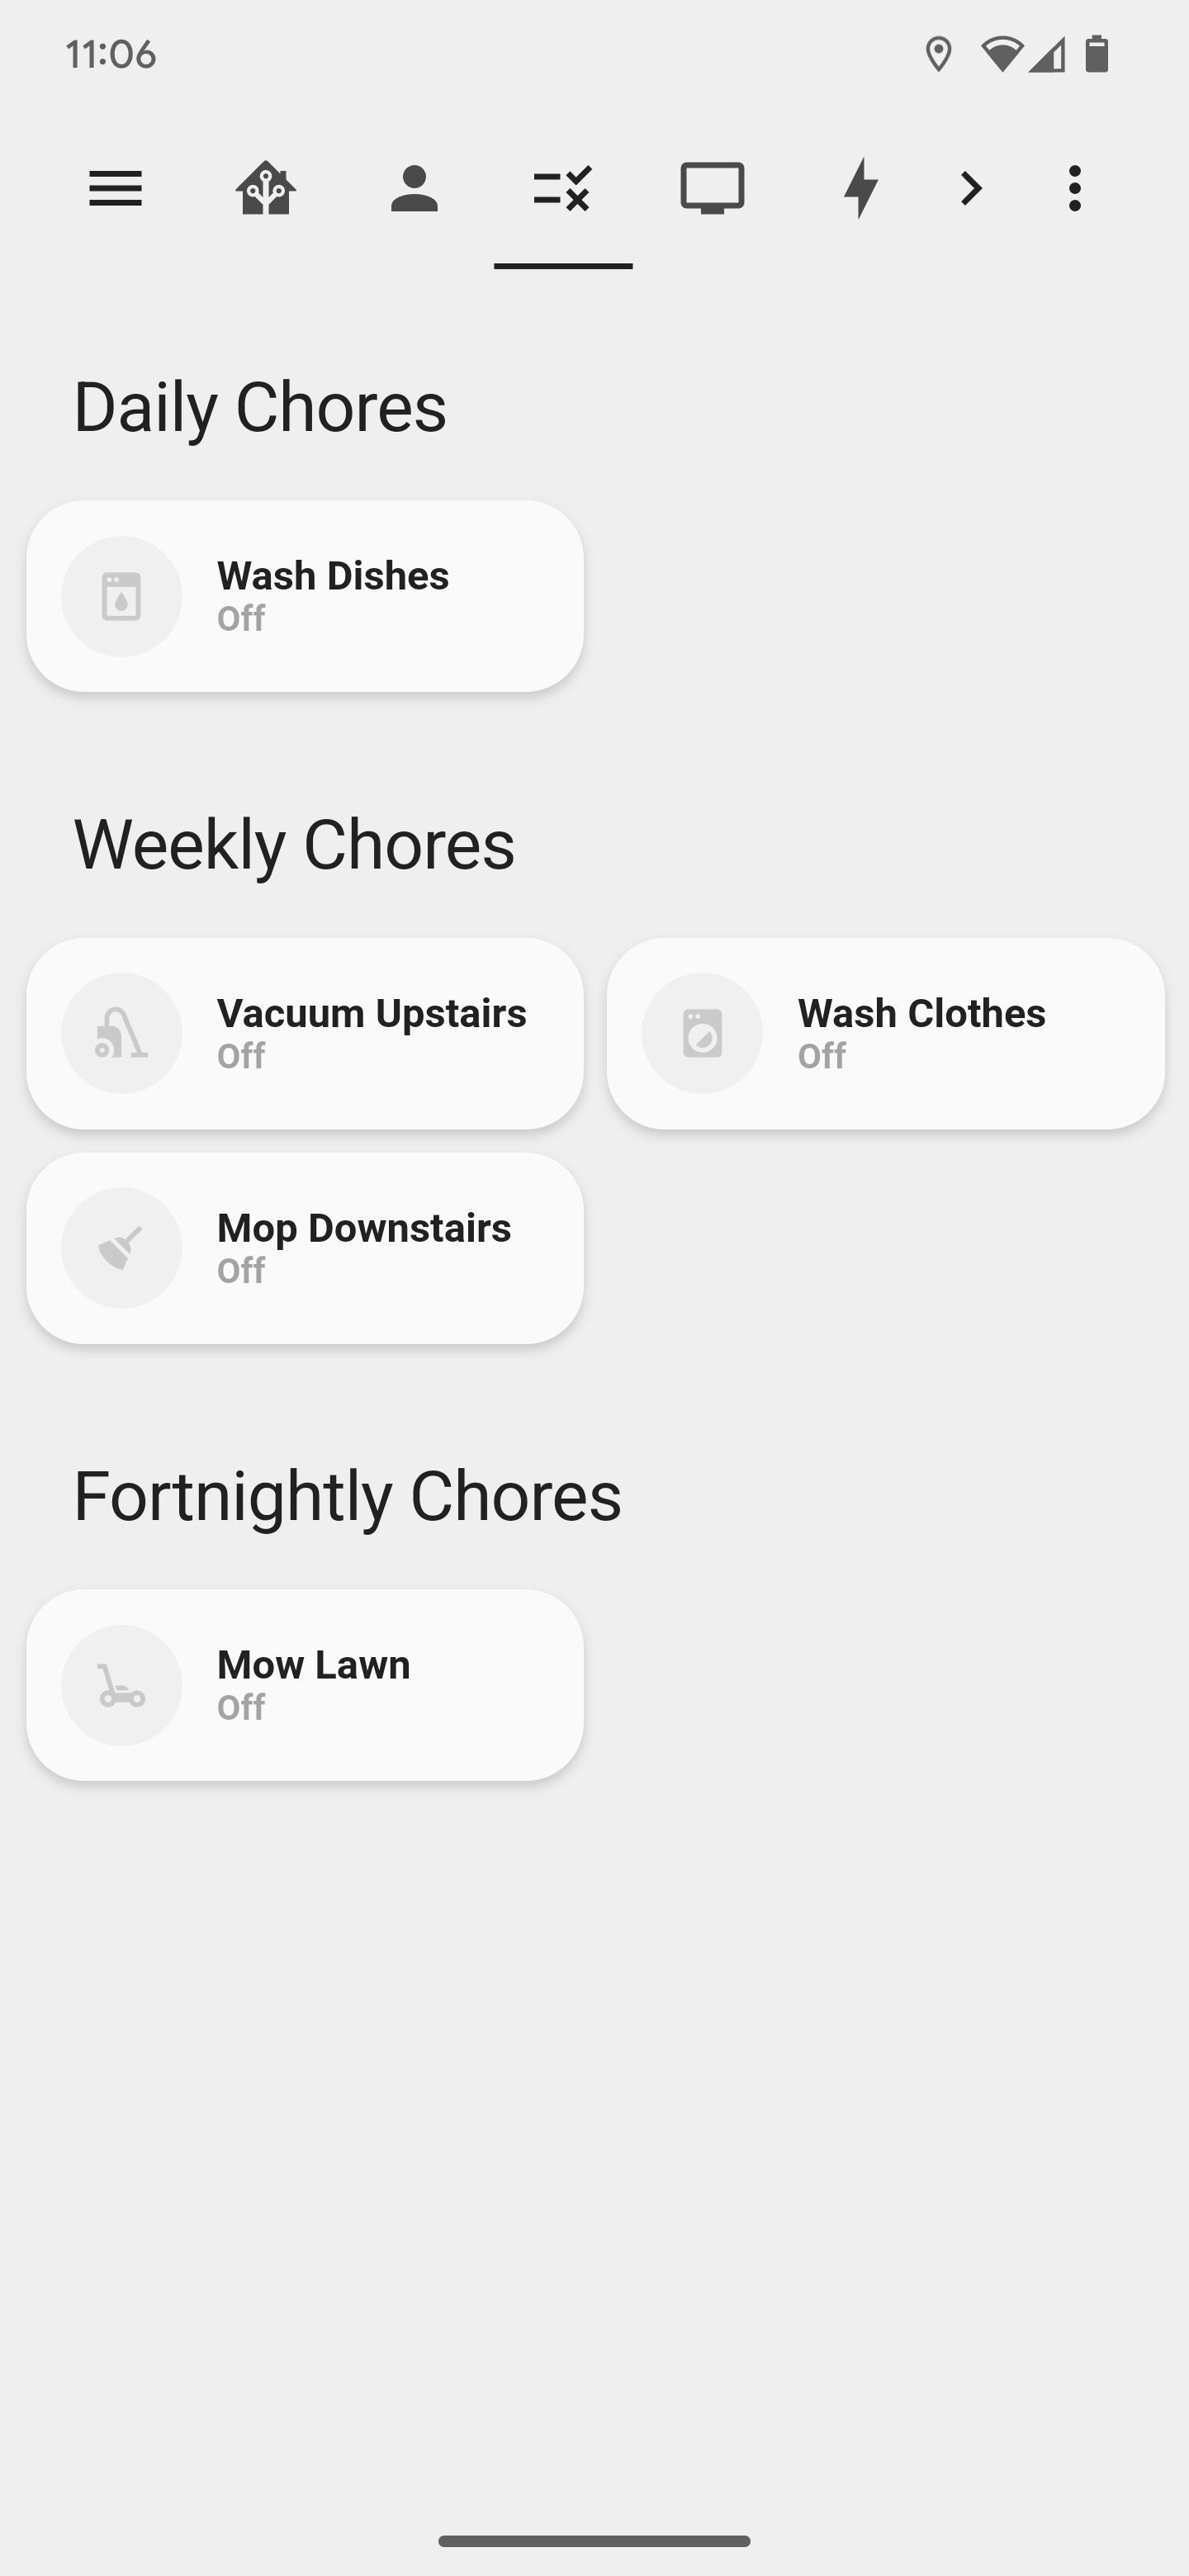 11:06
Daily Chores
Wash Dishes
Off
Weekly Chores
Vacuum Upstairs
Off
Wash Clothes
Off
Mop Downstairs
Off
Fortnightly Chores
Mow Lawn
Off